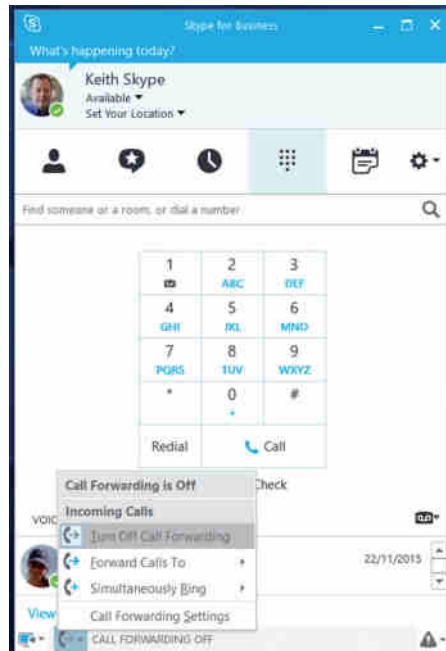 Skype for Business
What's happening today?
Keith Skype
Available
Set Your Location
Find someone or a room, or dial a number
1 2 3
ABC DEF
4 5 6
GHI JKL MNO
7 8 9
PQRS TUV WXYZ
* 0 #
+
Redial Call
Check
VOIC
Call Forwarding is Off
Incoming Calls
Turn Off Call Forwarding
Forward Calls To
Simultaneously Ring
Call Forwarding Settings
22/11/2015
View
CALL FORWARDING OFF